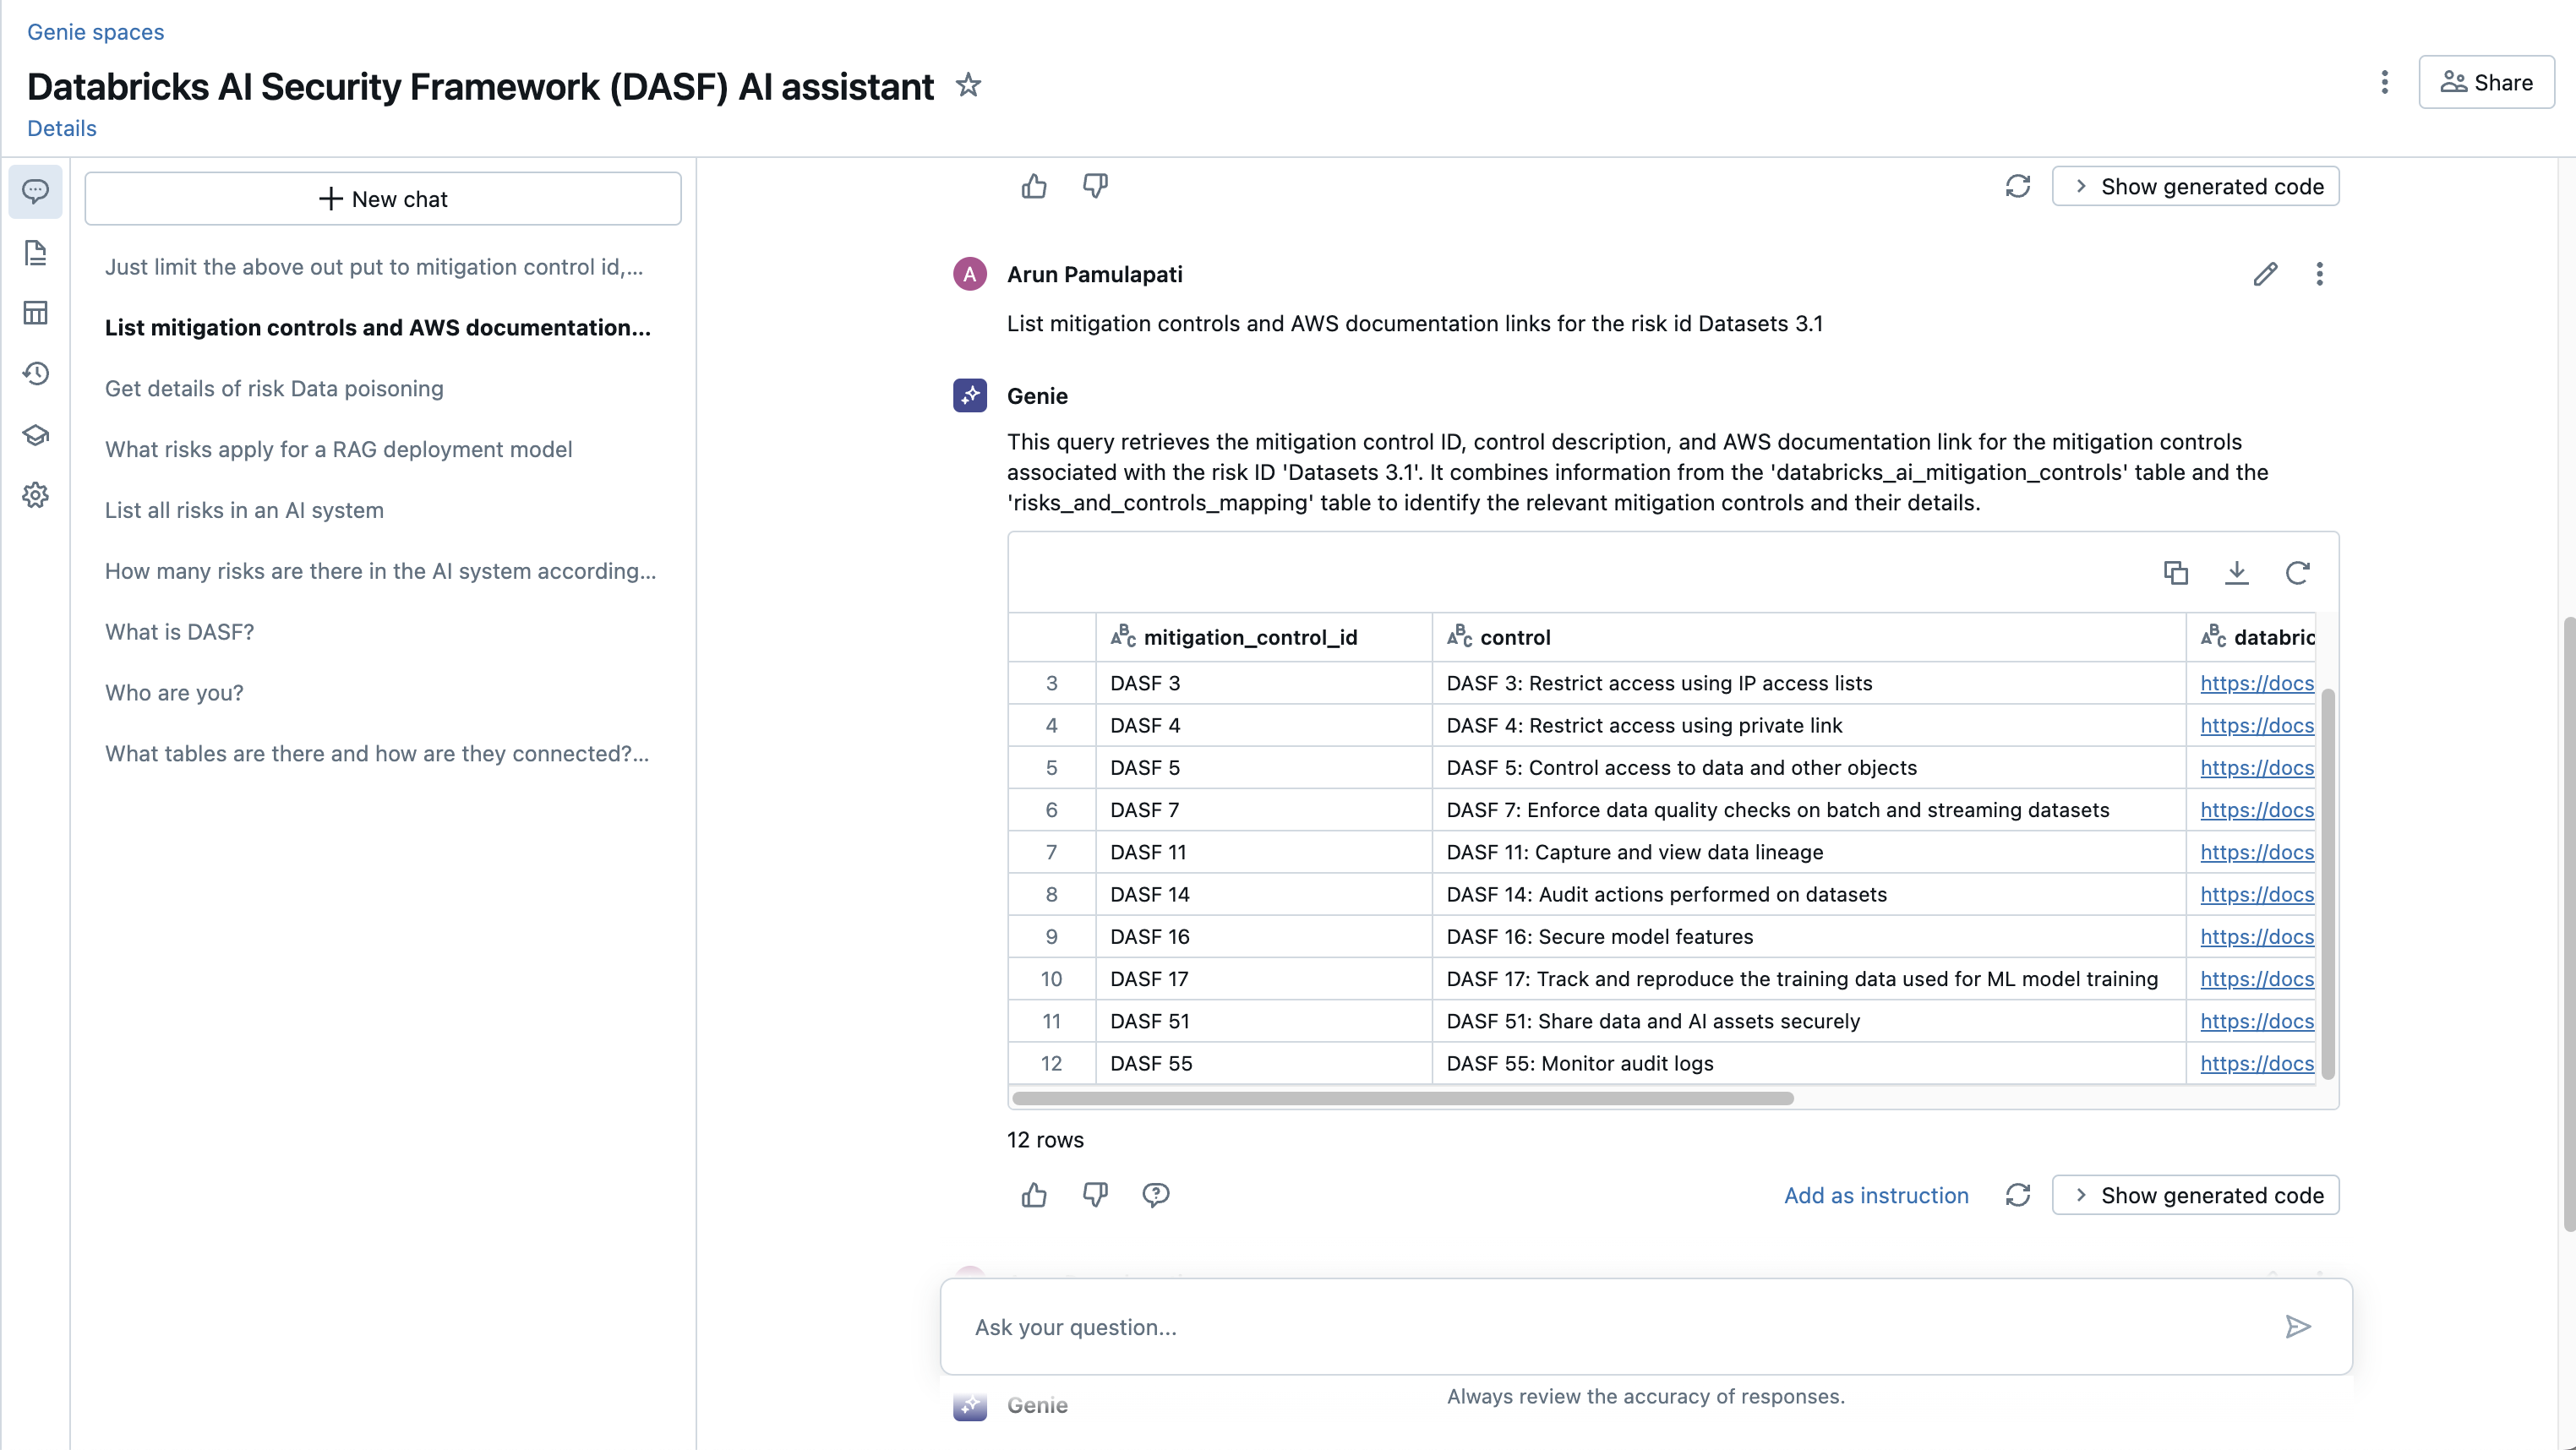 Genie spaces
Databricks AI Security Framework (DASF) AI assistant
Details
Share
New chat
Just limit the above out put to mitigation control id,...
List mitigation controls and AWS documentation...
Get details of risk Data poisoning
What risks apply for a RAG deployment model
List all risks in an AI system
How many risks are there in the AI system according...
What is DASF?
Who are you?
What tables are there and how are they connected?...
Show generated code
A Arun Pamulapati
List mitigation controls and AWS documentation links for the risk id Datasets 3.1
Genie
This query retrieves the mitigation control ID, control description, and AWS documentation link for the mitigation controls
associated with the risk ID 'Datasets 3.1'. It combines information from the 'databricks_ai_mitigation_controls' table and the
'risks_and_controls_mapping' table to identify the relevant mitigation controls and their details.
ABC mitigation_control_id ABC control ABC databric
3 DASF 3 DASF 3: Restrict access using IP access lists https://docs
4 DASF 4 DASF 4: Restrict access using private link https://docs
5 DASF 5 DASF 5: Control access to data and other objects https://docs
6 DASF 7 DASF 7: Enforce data quality checks on batch and streaming datasets https://docs
7 DASF 11 DASF 11: Capture and view data lineage https://docs
8 DASF 14 DASF 14: Audit actions performed on datasets https://docs
9 DASF 16 DASF 16: Secure model features https://docs
10 DASF 17 DASF 17: Track and reproduce the training data used for ML model training https://docs
11 DASF 51 DASF 51: Share data and AI assets securely https://docs
12 DASF 55 DASF 55: Monitor audit logs https://docs
12 rows
Add as instruction
Show generated code
Ask your question...
Genie
Always review the accuracy of responses.